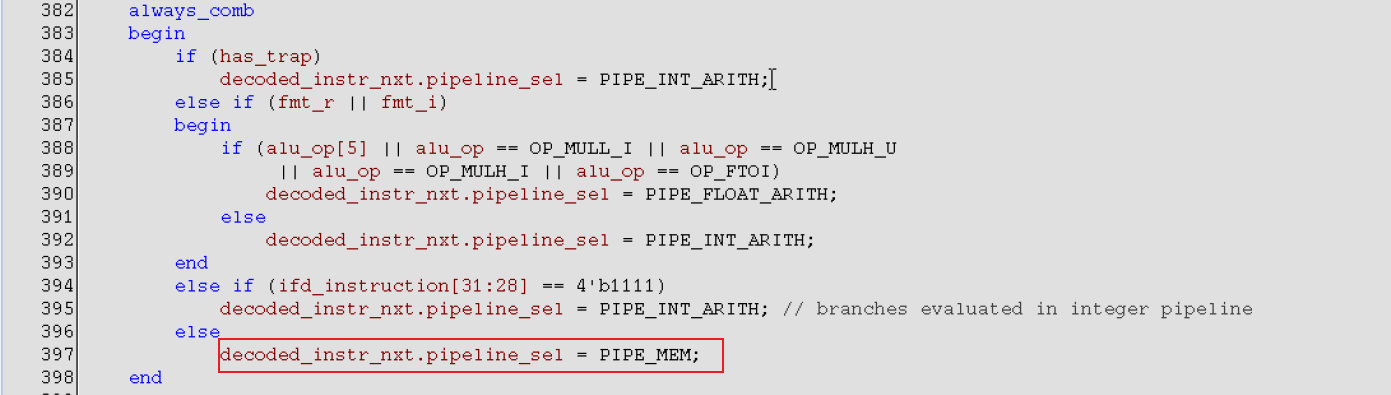 382 always_comb
383 begin
384 if (has_trap)
385 decoded_instr_nxt.pipeline_sel = PIPE_INT_ARITH;
386 else if (fmt_r || fmt_i)
387 begin
388 if (alu_op[5] || alu_op == OP_MULL_I || alu_op == OP_MULH_U
389 || alu_op == OP_MULH_I || alu_op == OP_FTOI)
390 decoded_instr_nxt.pipeline_sel = PIPE_FLOAT_ARITH;
391 else
392 decoded_instr_nxt.pipeline_sel = PIPE_INT_ARITH;
393 end
394 else if (ifd_instruction[31:28] == 4'b1111)
395 decoded_instr_nxt.pipeline_sel = PIPE_INT_ARITH; // branches evaluated in integer pipeline
396 else
397 decoded_instr_nxt.pipeline_sel = PIPE_MEM;
398 end